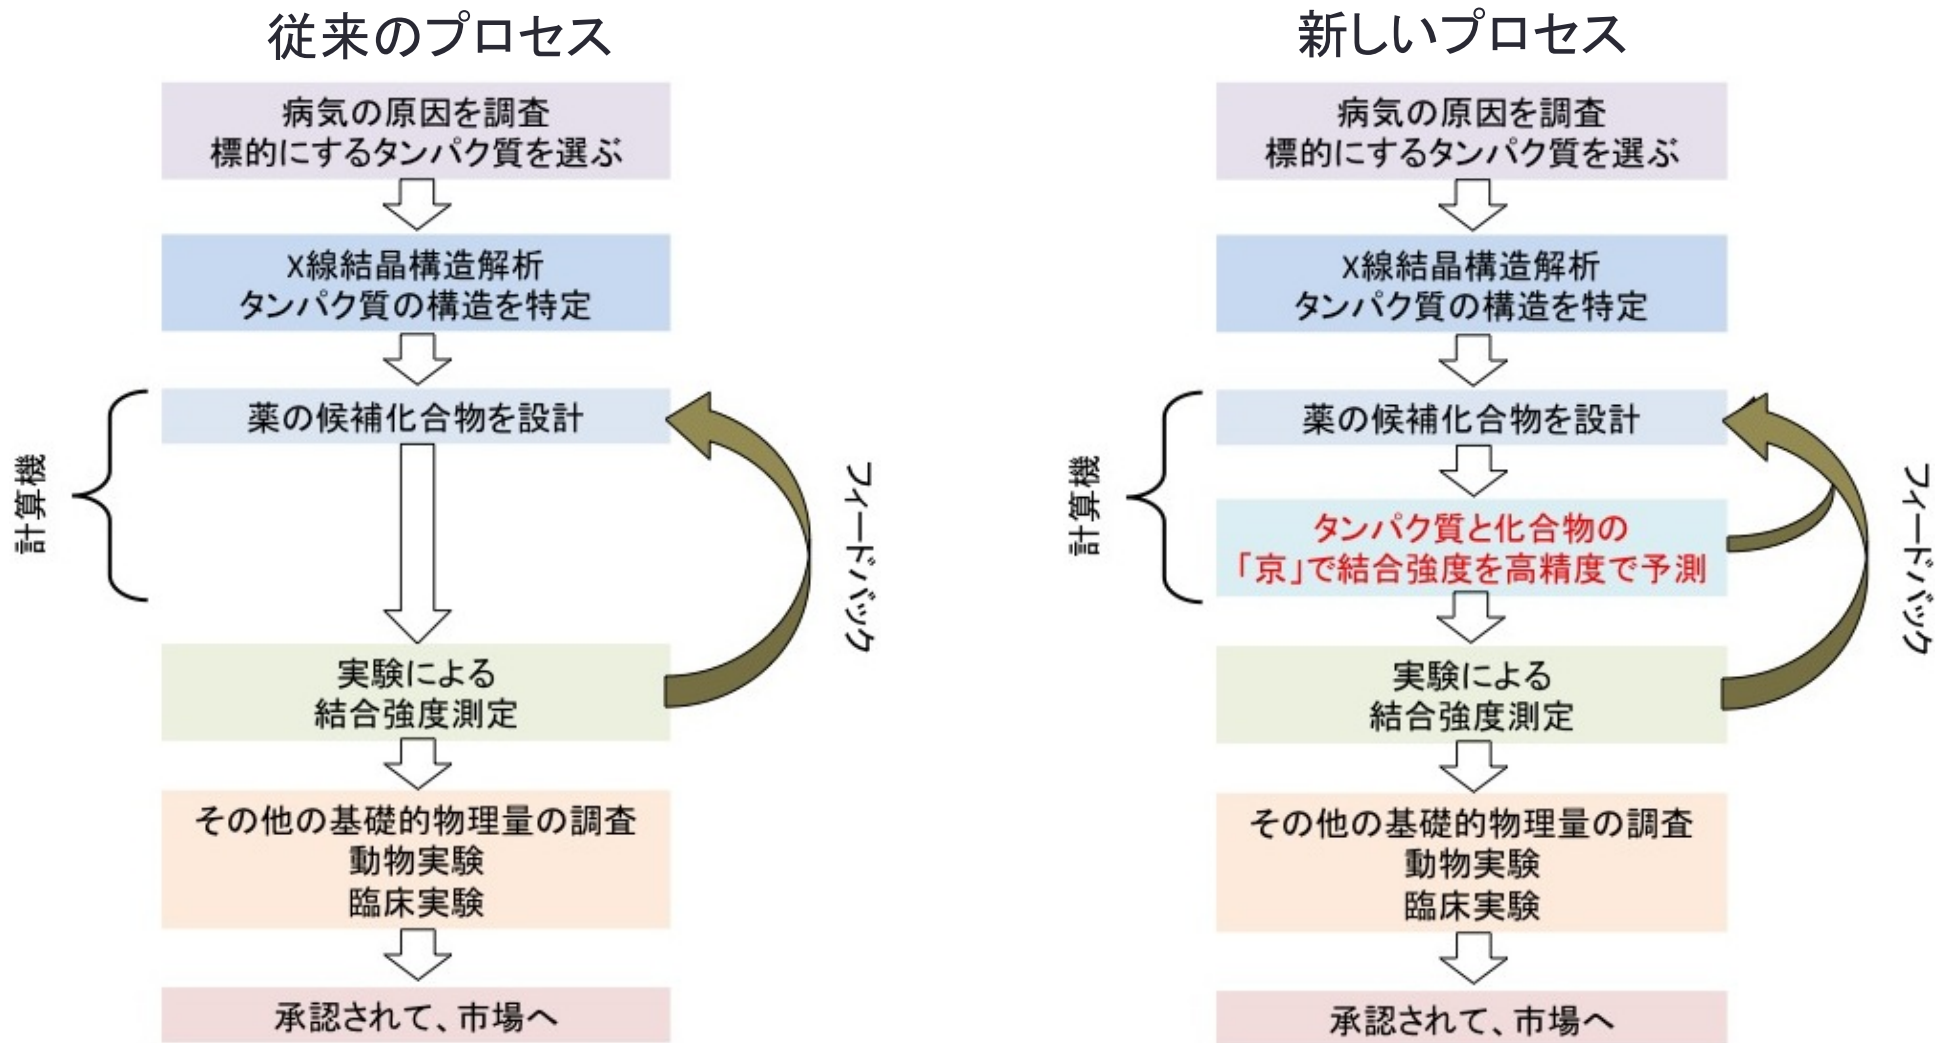 従来のプロセス
病気の原因を調査
標的にするタンパク質を選ぶ
X線結晶構造解析
タンパク質の構造を特定
薬の候補化合物を設計
計算機
フィードバック
実験による
結合強度測定
その他の基礎的物理量の調査
動物実験
臨床実験
承認されて、市場へ
新しいプロセス
病気の原因を調査
標的にするタンパク質を選ぶ
X線結晶構造解析
タンパク質の構造を特定
薬の候補化合物を設計
計算機
タンパク質と化合物の
「京」で結合強度を高精度で予測
フィードバック
実験による
結合強度測定
その他の基礎的物理量の調査
動物実験
臨床実験
承認されて、市場へ